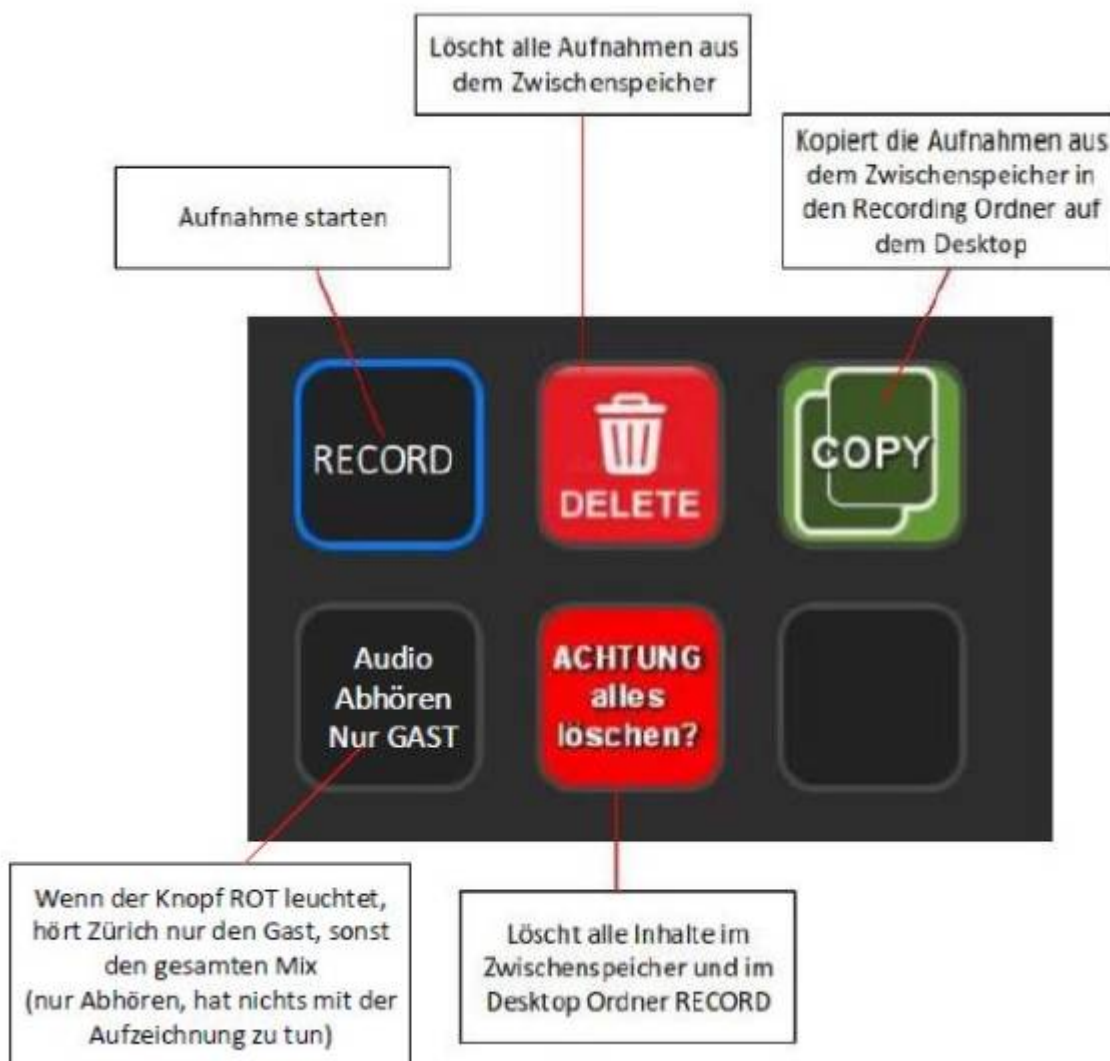 Löscht alle Aufnahmen aus
dem Zwischenspeicher
Kopiert die Aufnahmen aus
dem Zwischenspeicher in
den Recording Ordner auf
dem Desktop
Aufnahme starten
RECORD
DELETE
COPY
Audio
Abhören
Nur GAST
ACHTUNG
alles
löschen?
Wenn der Knopf ROT leuchtet,
hört Zürich nur den Gast, sonst
den gesamten Mix
(nur Abhören, hat nichts mit der
Aufzeichnung zu tun)
Löscht alle Inhalte im
Zwischenspeicher und im
Desktop Ordner RECORD